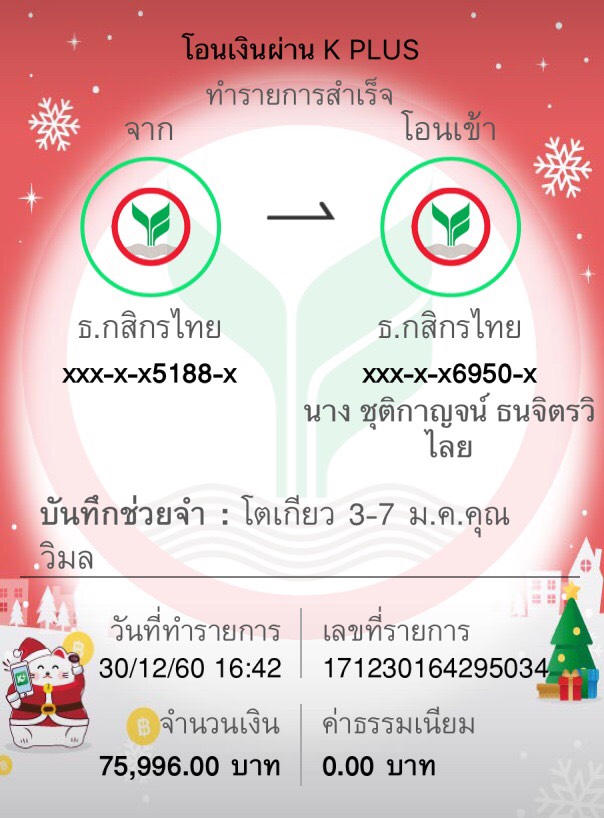 โอนเงินผ่าน K PLUS
ทำรายการสำเร็จ
จาก
โอนเข้า
ธ.กสิกรไทย
ธ.กสิกรไทย
xxx-x-x5188-x
xxx-x-x6950-x
นาง ชุติกาญจน์ ธนจิตรวิ
ไลย
บันทึกช่วยจำ : โตเกียว 3-7 ม.ค.คุณ
วิมล
วันที่ทำรายการ
เลขที่รายการ
30/12/60 16:42
171230164295034
จำนวนเงิน
ค่าธรรมเนียม
75,996.00 บาท
0.00 บาท